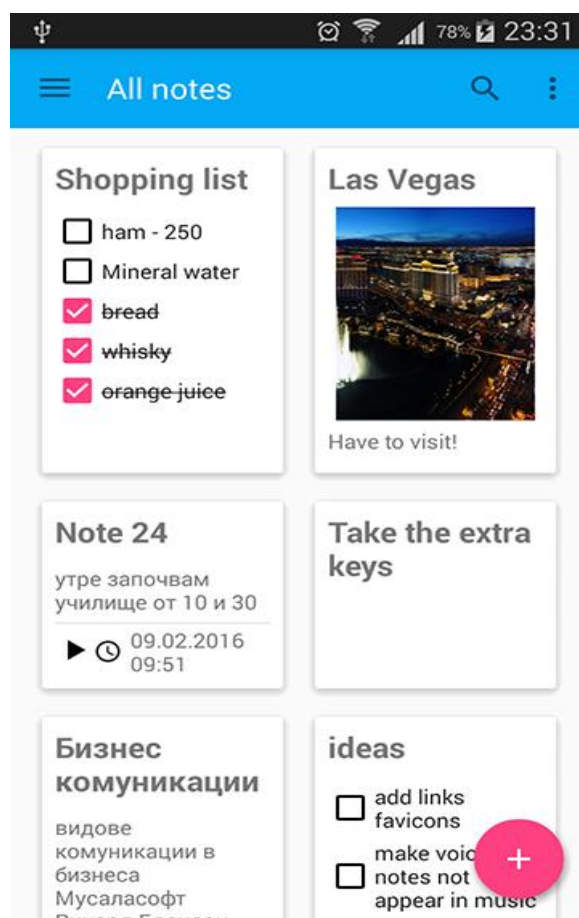 78% 23:31
All notes
Shopping list
ham - 250
Mineral water
bread
whisky
orange juice
Las Vegas
Have to visit!
Note 24
утре започвам
училище от 10 и 30
09.02.2016
09:51
Take the extra
keys
Бизнес
комуникации
видове
комуникации в
бизнеса
Мусаласофт
ideas
add links
favicons
make voic
notes not
appear in music